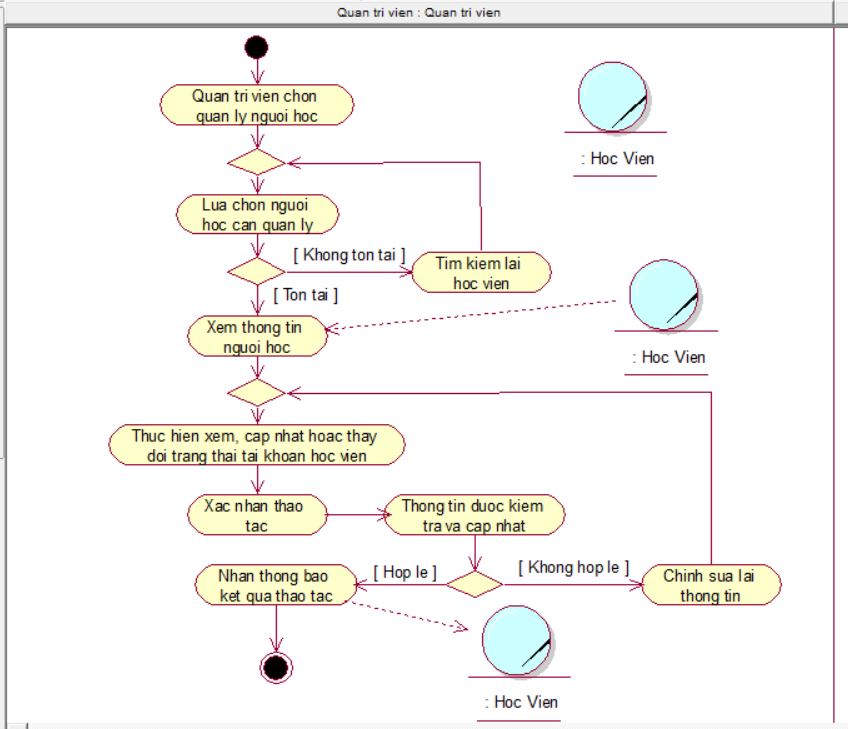 Quan tri vien : Quan tri vien
Quan tri vien chon
quan ly nguoi hoc
: Hoc Vien
Lua chon nguoi
hoc can quan ly
[ Khong ton tai ]
Tim kiem lai
hoc vien
[ Ton tai ]
Xem thong tin
nguoi hoc
: Hoc Vien
Thuc hien xem, cap nhat hoac thay
doi trang thai tai khoan hoc vien
Xac nhan thao
tac
Thong tin duoc kiem
tra va cap nhat
[ Hop le ]
[ Khong hop le ]
Nhan thong bao
ket qua thao tac
Chinh sua lai
thong tin
: Hoc Vien